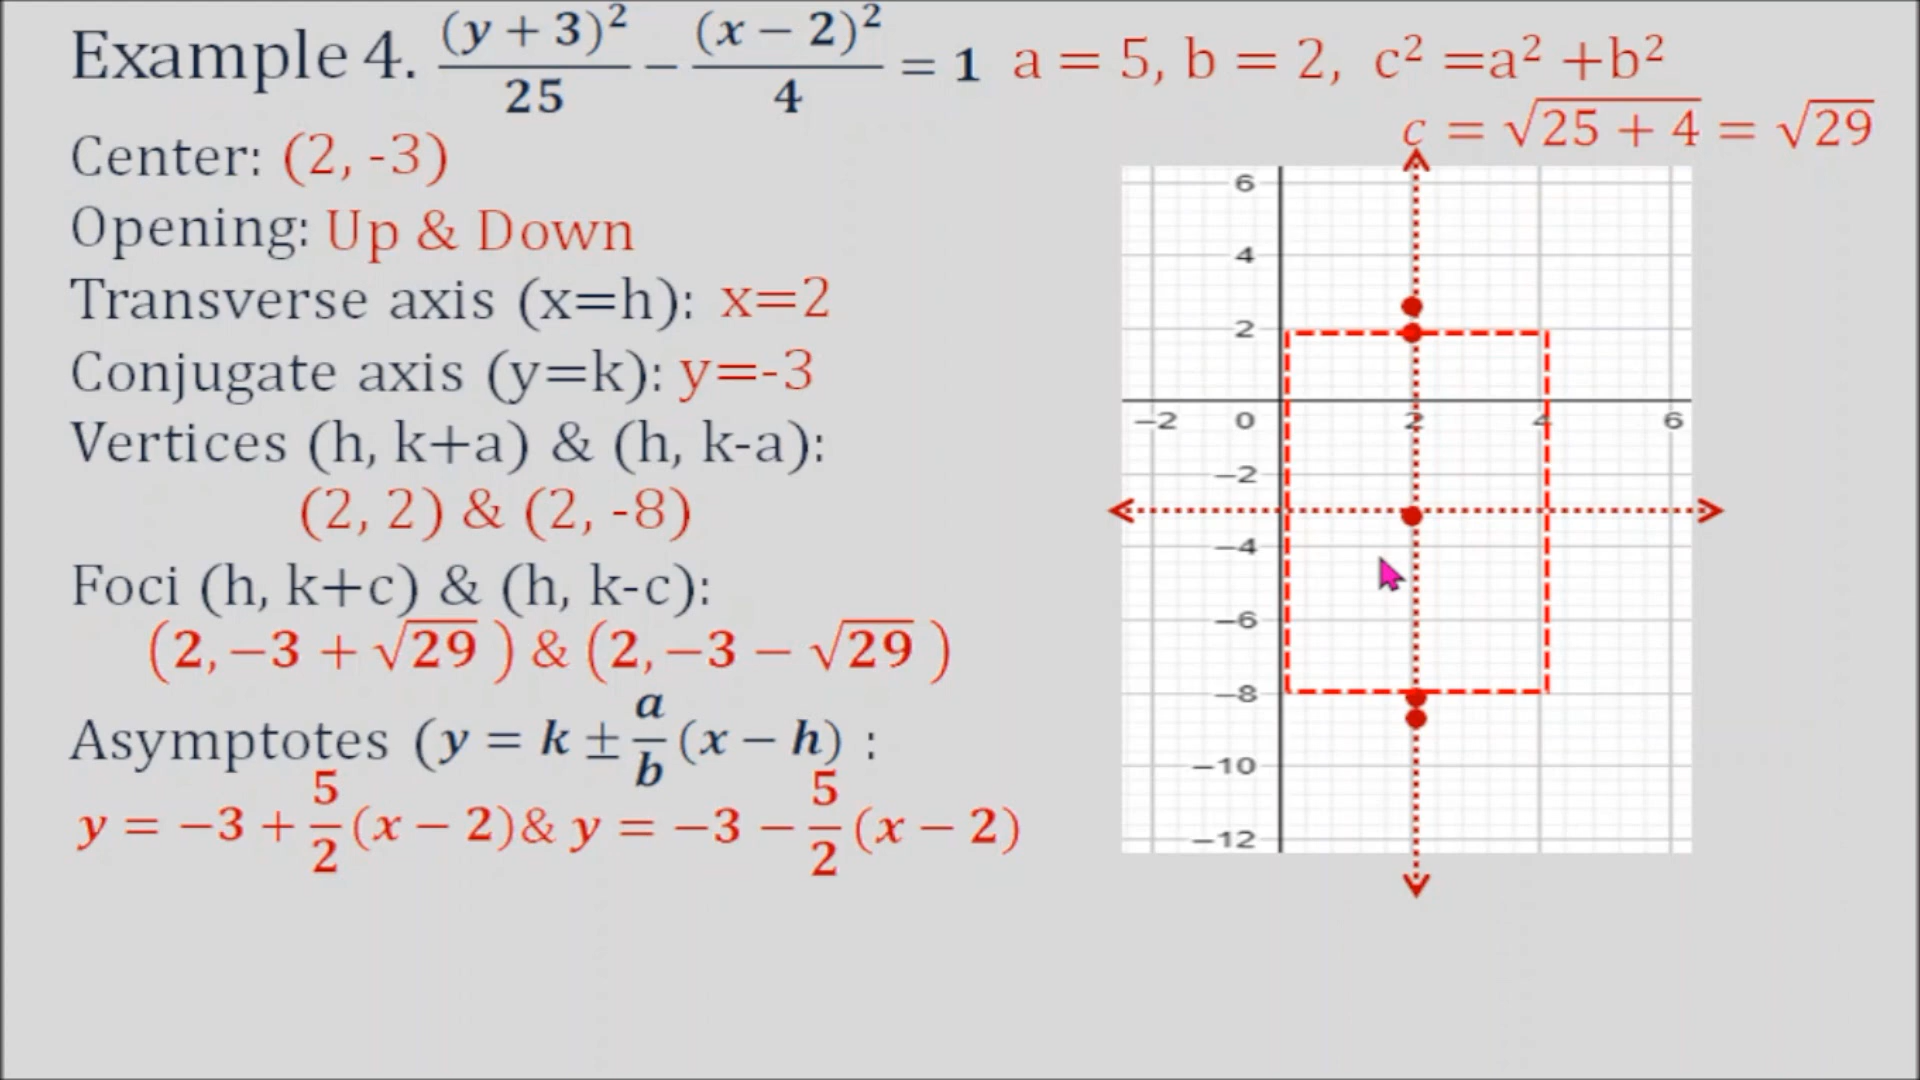 Example 4. (y + 3)²/25 − (x − 2)²/4 = 1 a = 5, b = 2, c² =a² +b²
c = √(25 + 4) = √29
Center: (2, -3)
Opening: Up & Down
Transverse axis (x=h): x=2
Conjugate axis (y=k): y=-3
Vertices (h, k+a) & (h, k-a):
(2, 2) & (2, -8)
Foci (h, k+c) & (h, k-c):
(2, −3 + √29 ) & (2, −3 − √29 )
Asymptotes (y = k ± a/b (x − h) :
y = −3 + 5/2 (x − 2)& y = −3 − 5/2 (x − 2)
6
4
2
−2 0 2 4 6
−2
−4
−6
−8
−10
−12